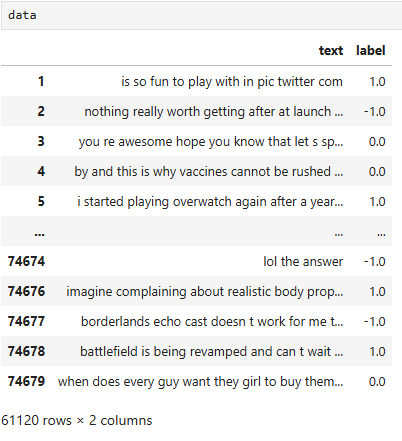 data
text label
1 is so fun to play with in pic twitter com 1.0
2 nothing really worth getting after at launch ... -1.0
3 you re awesome hope you know that let s sp... 0.0
4 by and this is why vaccines cannot be rushed ... 0.0
5 i started playing overwatch again after a year... 1.0
... ... ...
74674 lol the answer -1.0
74676 imagine complaining about realistic body prop... 1.0
74677 borderlands echo cast doesn t work for me t... -1.0
74678 battlefield is being revamped and can t wait ... 1.0
74679 when does every guy want they girl to buy them... 0.0
61120 rows × 2 columns